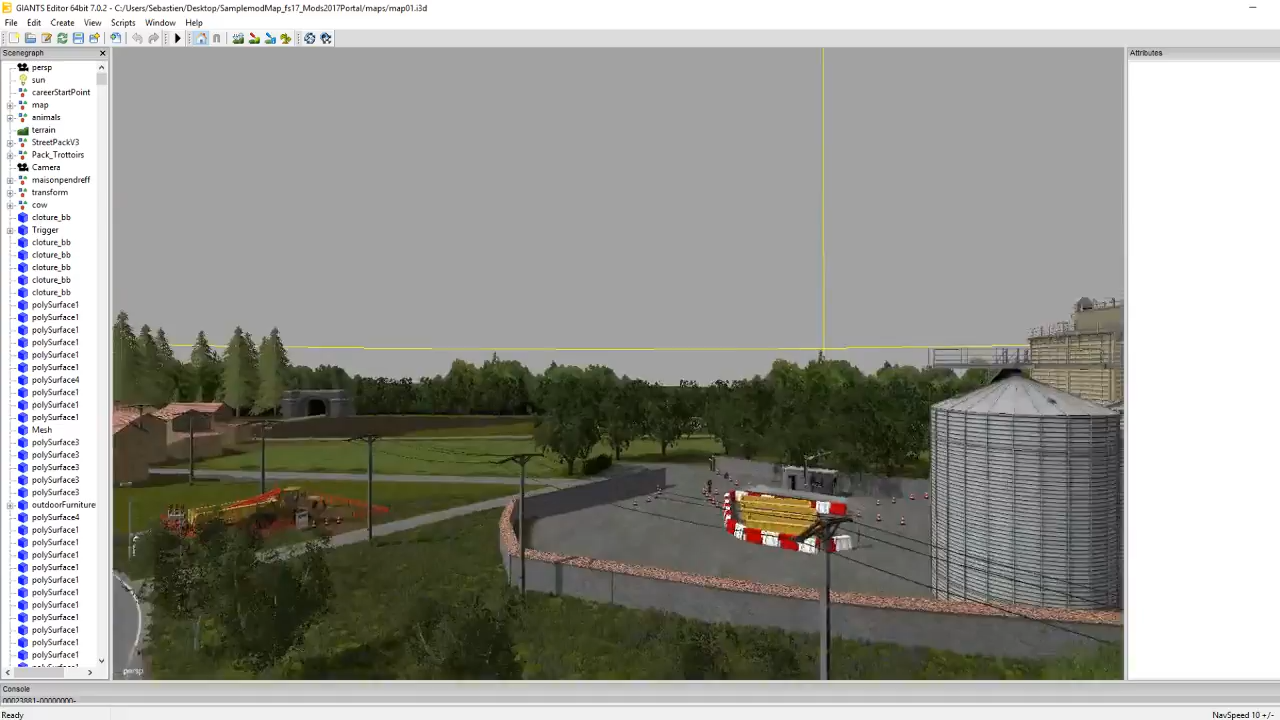 GIANTS Editor 64bit 7.0.2 - C:/Users/Sebastien/Desktop/SamplemodMap_fs17_Mods2017Portal/maps/map01.i3d
File Edit Create View Scripts Window Help
Scenegraph
persp
sun
careerStartPoint
map
animals
terrain
StreetPackV3
Pack_Trottoirs
Camera
maisonpendreff
transform
cow
cloture_bb
Trigger
cloture_bb
cloture_bb
cloture_bb
cloture_bb
cloture_bb
polySurface1
polySurface1
polySurface1
polySurface1
polySurface1
polySurface1
polySurface4
polySurface1
polySurface1
polySurface1
Mesh
polySurface3
polySurface3
polySurface3
polySurface3
polySurface3
outdoorFurniture
polySurface4
polySurface1
polySurface1
polySurface1
polySurface1
polySurface1
polySurface1
polySurface1
polySurface1
polySurface1
polySurface1
polySurface1
persp
Attributes
Console
Ready
NavSpeed 10 +/-